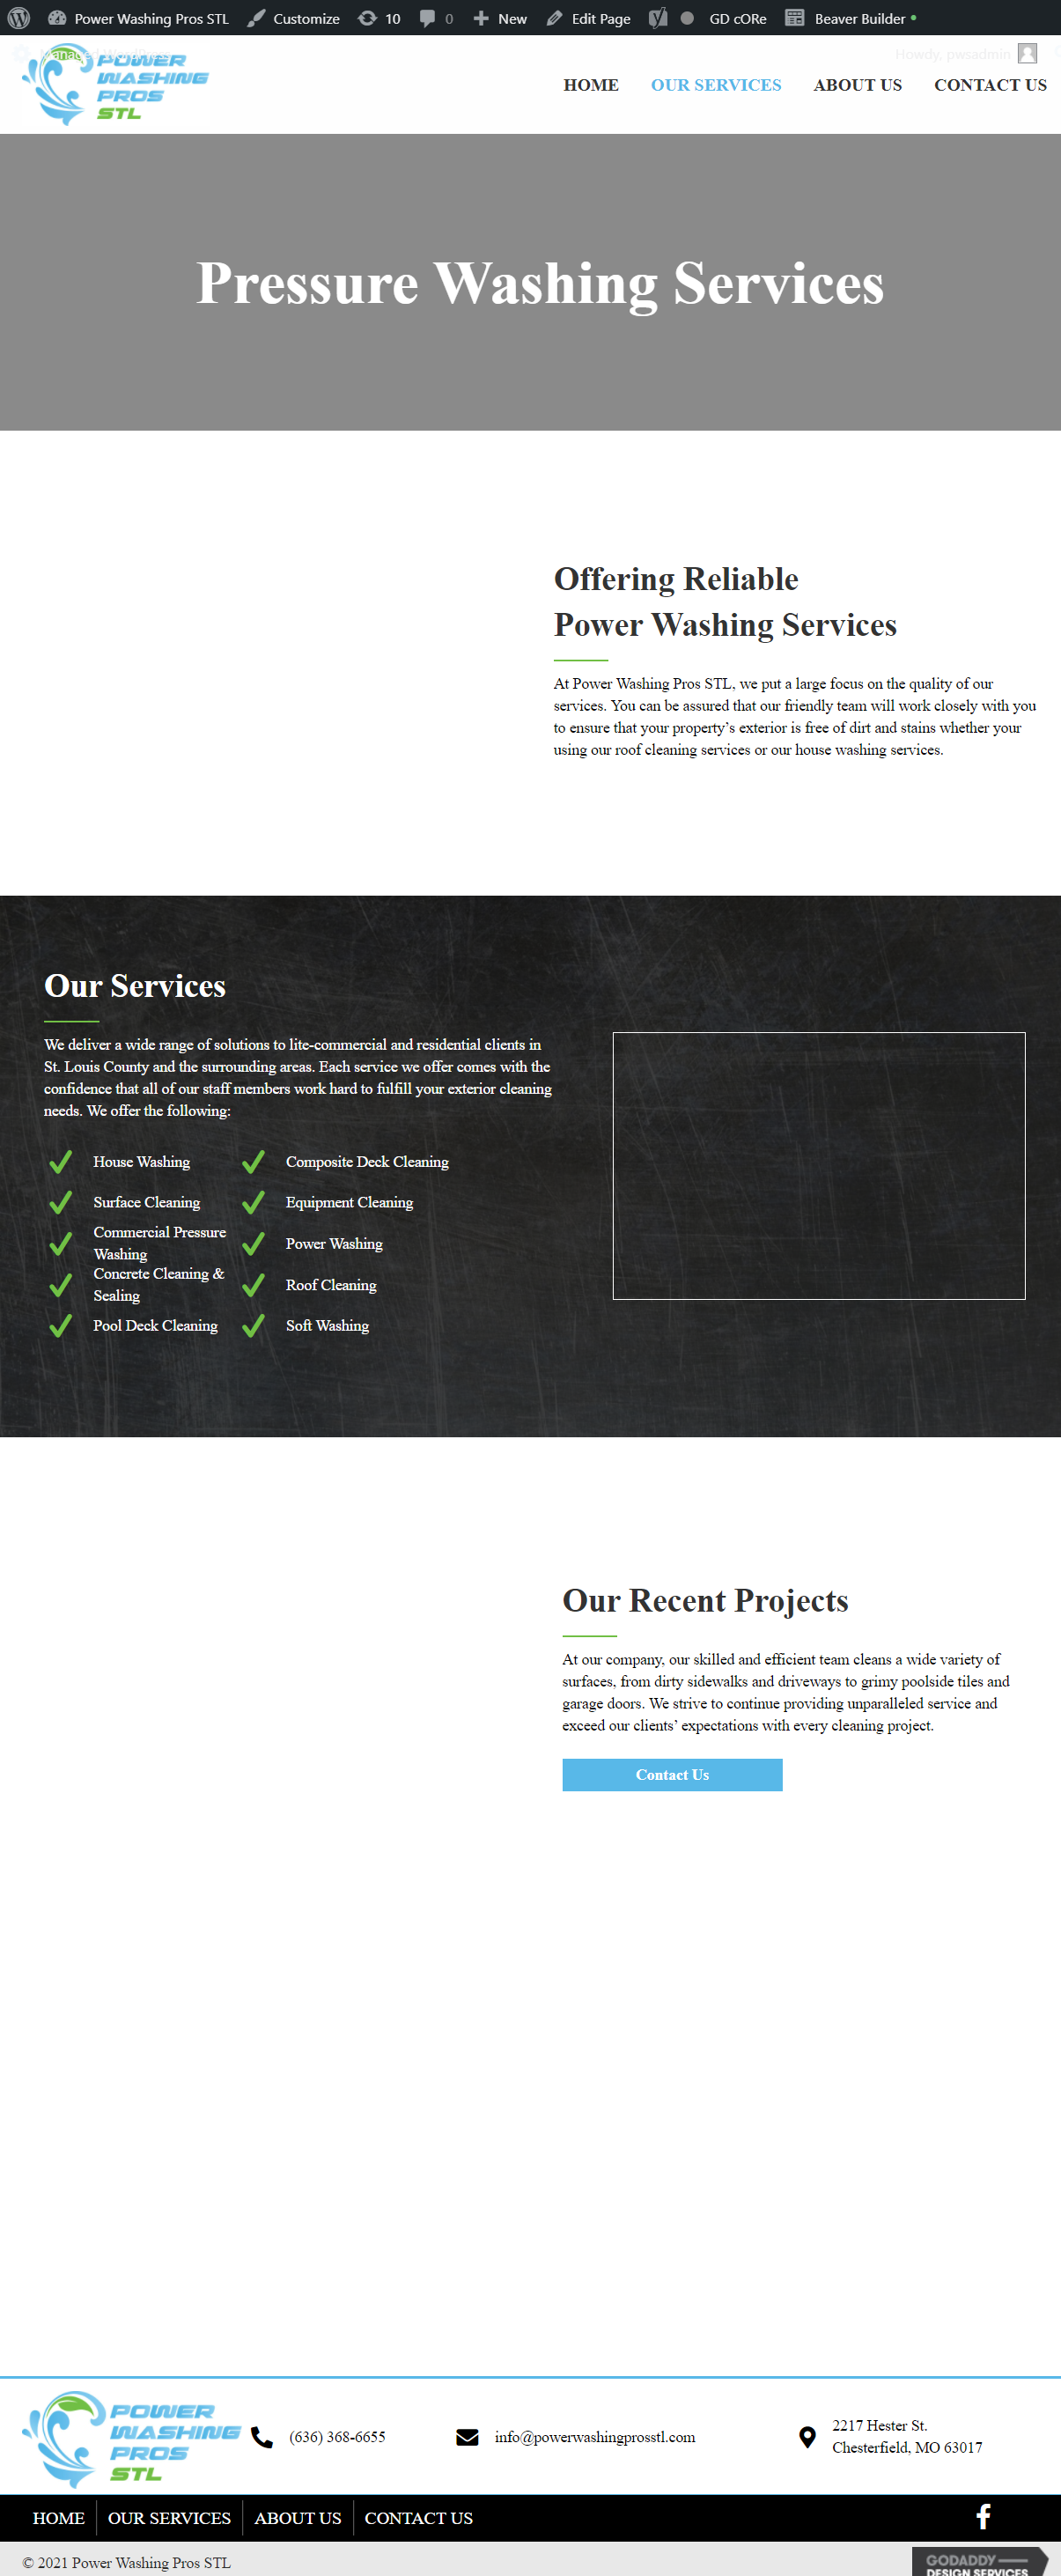 Power Washing Pros STL Customize 10 0 New Edit Page GD cORe Beaver Builder
Howdy, pwsadmin
POWER
WASHING
PROS
STL
HOME OUR SERVICES ABOUT US CONTACT US
Pressure Washing Services
Offering Reliable
Power Washing Services
At Power Washing Pros STL, we put a large focus on the quality of our
services. You can be assured that our friendly team will work closely with you
to ensure that your property’s exterior is free of dirt and stains whether your
using our roof cleaning services or our house washing services.
Our Services
We deliver a wide range of solutions to lite-commercial and residential clients in
St. Louis County and the surrounding areas. Each service we offer comes with the
confidence that all of our staff members work hard to fulfill your exterior cleaning
needs. We offer the following:
House Washing Composite Deck Cleaning
Surface Cleaning Equipment Cleaning
Commercial Pressure
Washing
Power Washing
Concrete Cleaning &
Sealing
Roof Cleaning
Pool Deck Cleaning Soft Washing
Our Recent Projects
At our company, our skilled and efficient team cleans a wide variety of
surfaces, from dirty sidewalks and driveways to grimy poolside tiles and
garage doors. We strive to continue providing unparalleled service and
exceed our clients’ expectations with every cleaning project.
Contact Us
POWER
WASHING
PROS
STL
(636) 368-6655
info@powerwashingprosstl.com
2217 Hester St.
Chesterfield, MO 63017
HOME OUR SERVICES ABOUT US CONTACT US
© 2021 Power Washing Pros STL
GODADDY
DESIGN SERVICES